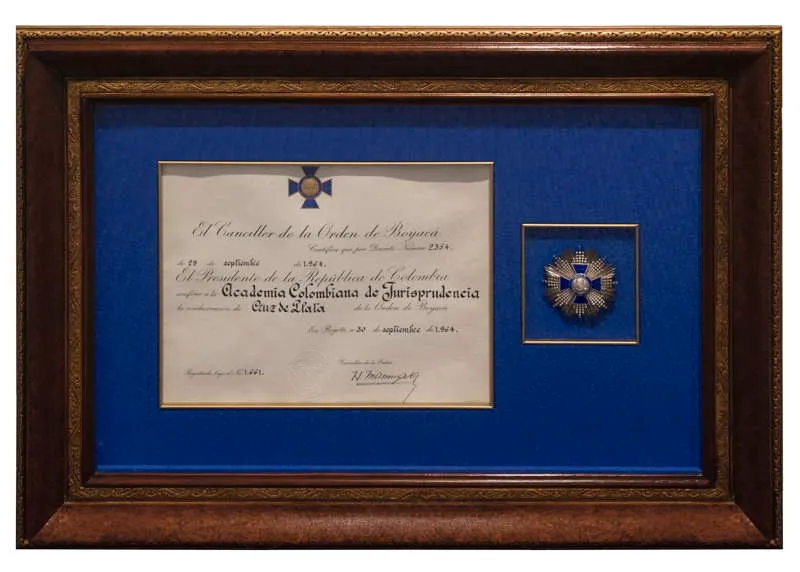 El Canciller de la Orden de Boyacá
Certifica que por Decreto Número 2354.
de 29 de septiembre de 1.964.
El Presidente de la República de Colombia
confiere a la Academia Colombiana de Jurisprudencia
la condecoración de Cruz de Plata de la Orden de Boyacá
En Bogotá, a 30 de septiembre de 1.964.
Canciller de la Orden
Registrado bajo el No. 1.661.